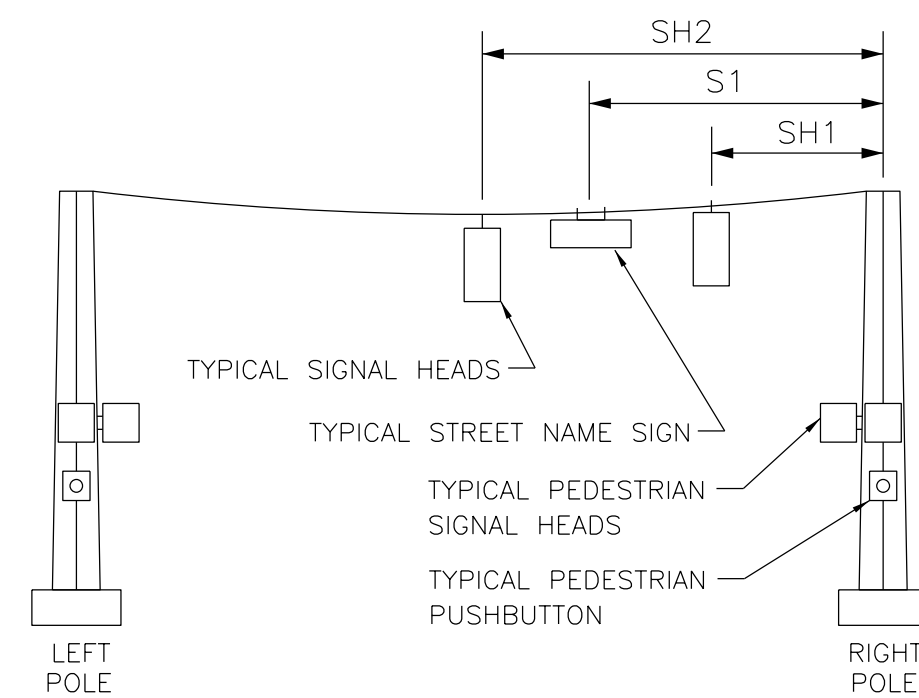 SH2
S1
SH1
TYPICAL SIGNAL HEADS
TYPICAL STREET NAME SIGN
TYPICAL PEDESTRIAN
SIGNAL HEADS
TYPICAL PEDESTRIAN
PUSHBUTTON
LEFT
POLE
RIGHT
POLE